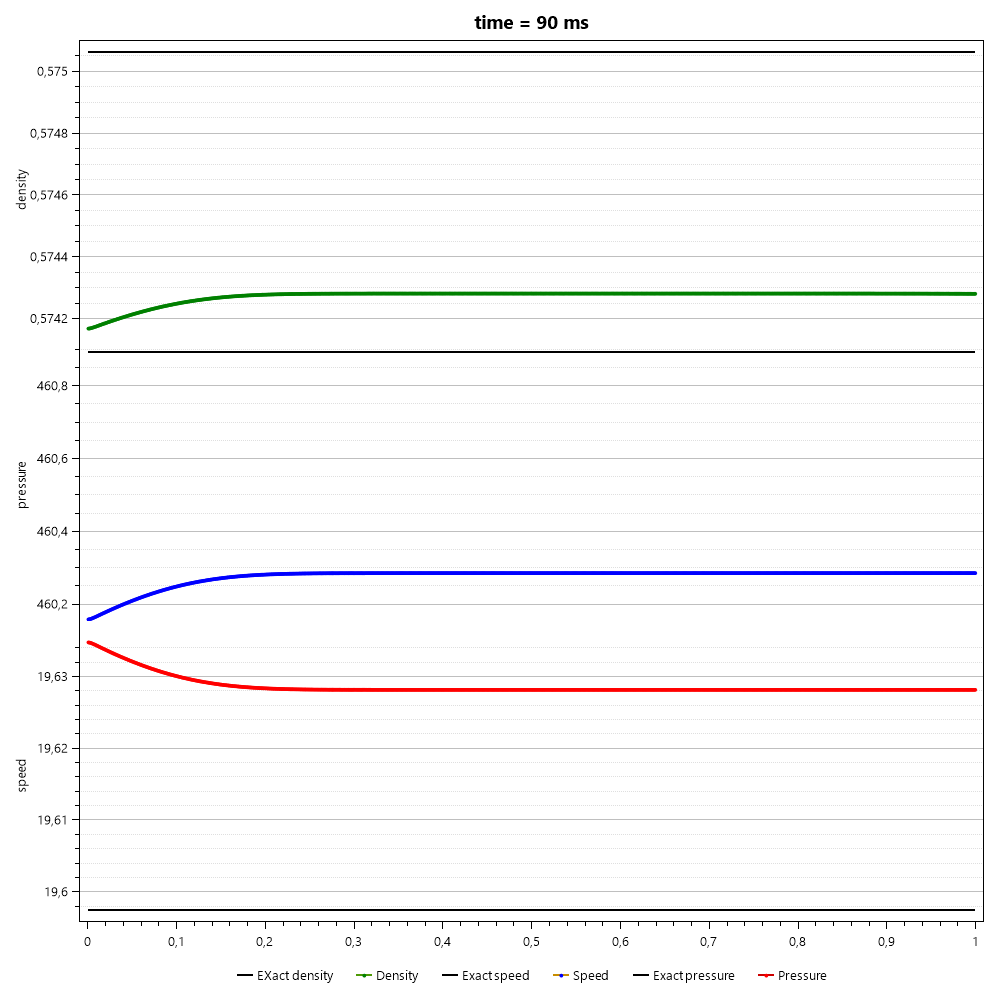 time = 90 ms
0,575
0,5748
0,5746
0,5744
0,5742
density
460,8
460,6
460,4
460,2
pressure
19,63
19,62
19,61
19,6
speed
0 0,1 0,2 0,3 0,4 0,5 0,6 0,7 0,8 0,9 1
EXact density Density Exact speed Speed Exact pressure Pressure